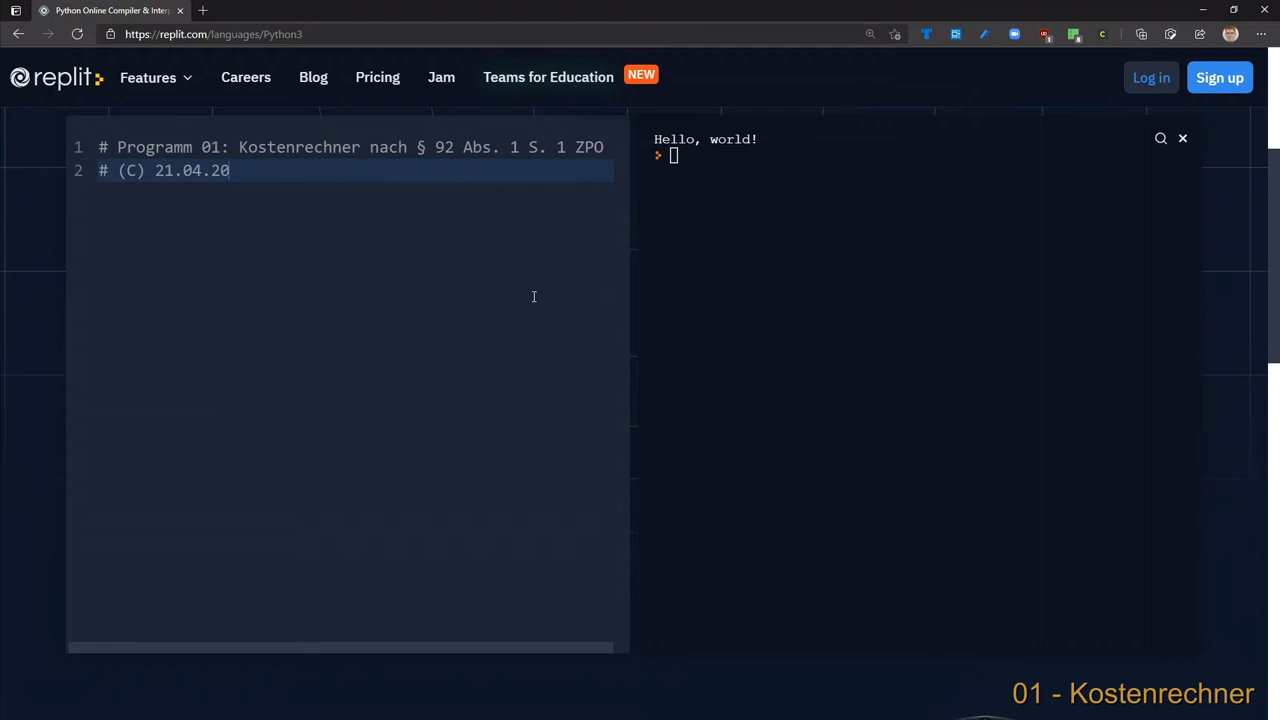 Python Online Compiler & Inter
https://replit.com/languages/Python3
replit
Features
Careers
Blog
Pricing
Jam
Teams for Education
NEW
Log in
Sign up
1 # Programm 01: Kostenrechner nach § 92 Abs. 1 S. 1 ZPO
2 # (C) 21.04.20
Hello, world!
01 - Kostenrechner